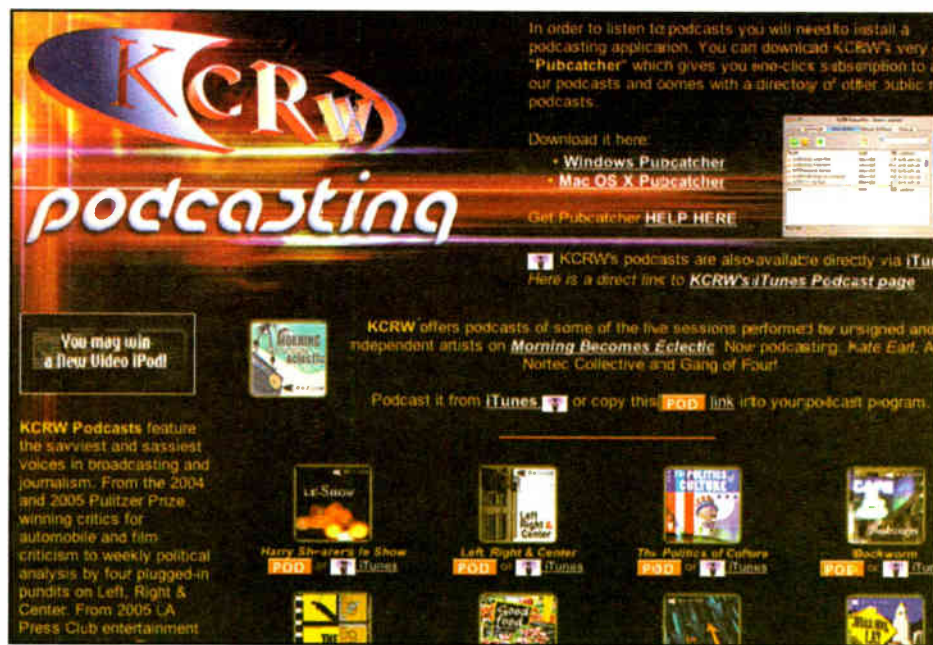 KCRW
podcasting
In order to listen to podcasts you will need to install a
podcasting application. You can download KCRW's very
"Pubcatcher" which gives you one-click subscription to
our podcasts and comes with a directory of other public
podcasts.
Download it here:
• Windows Pubcatcher
• Mac OS X Pubcatcher
Get Pubcatcher HELP HERE
KCRW's podcasts are also available directly via iTu
Here is a direct link to KCRW's iTunes Podcast page
You may win
a New Video iPod!
MORNING
ECLECTIC
KCRW offers podcasts of some of the live sessions performed by unsigned and
independent artists on Morning Becomes Eclectic. Now podcasting: Kate Earl,
Nortec Collective and Gang of Four!
Podcast it from iTunes or copy this POD link into your podcast program.
KCRW Podcasts feature
the savviest and sassiest
voices in broadcasting and
journalism. From the 2004
and 2005 Pulitzer Prize
winning critics for
automobile and film
criticism to weekly political
analysis by four plugged-in
pundits on Left, Right &
Center. From 2005 LA
Press Club entertainment
LE SHOW
Harry Shearer's le Show
POD or iTunes
Left
Right &
Center
Left, Right & Center
POD or iTunes
THE POLITICS of
CULTURE
The Politics of Culture
POD or iTunes
Bookworm
POD or iTu
THE
Good
food